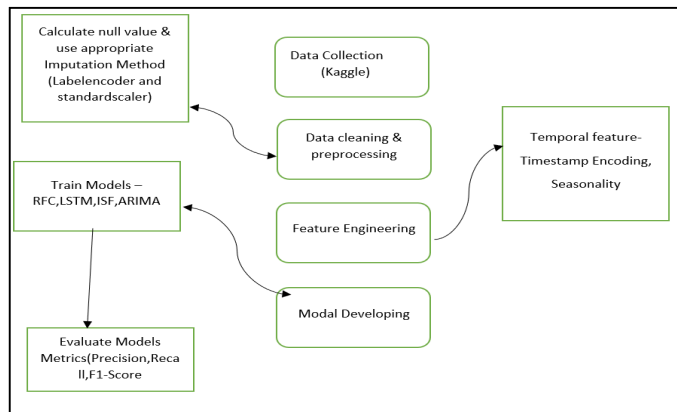 Calculate null value &
use appropriate
Imputation Method
(Labelencoder and
standardscaler)
Data Collection
(Kaggle)
Data cleaning &
preprocessing
Temporal feature-
Timestamp Encoding,
Seasonality
Train Models –
RFC,LSTM,ISF,ARIMA
Feature Engineering
Modal Developing
Evaluate Models
Metrics(Precision,Reca
ll,F1-Score